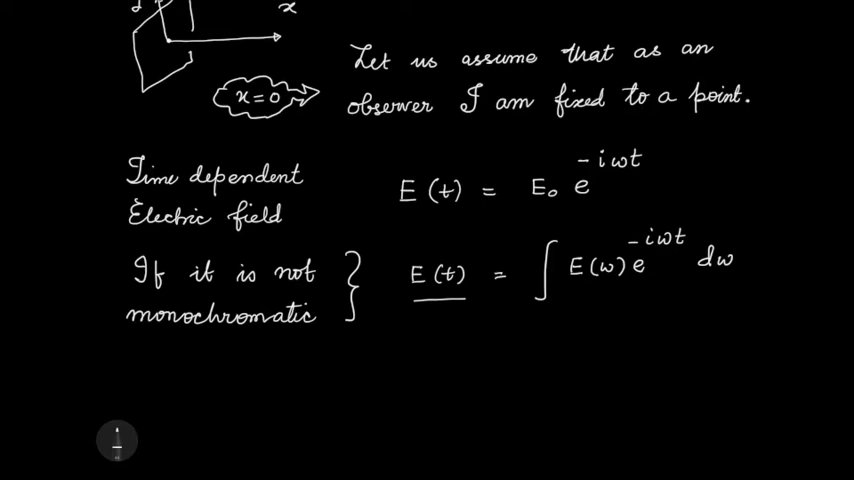 x
Let us assume that as an
x = 0
observer I am fixed to a point.
Time dependent
Electric field
E(t) = E₀ e^{-iωt}
If it is not
monochromatic
E(t) = ∫ E(ω) e^{-iωt} dω